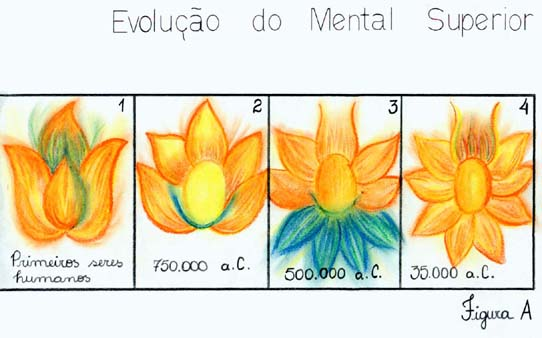 Evolução do Mental Superior
1
2
3
4
Primeiros seres
humanos
750.000 a.C.
500.000 a.C.
35.000 a.C.
Figura A